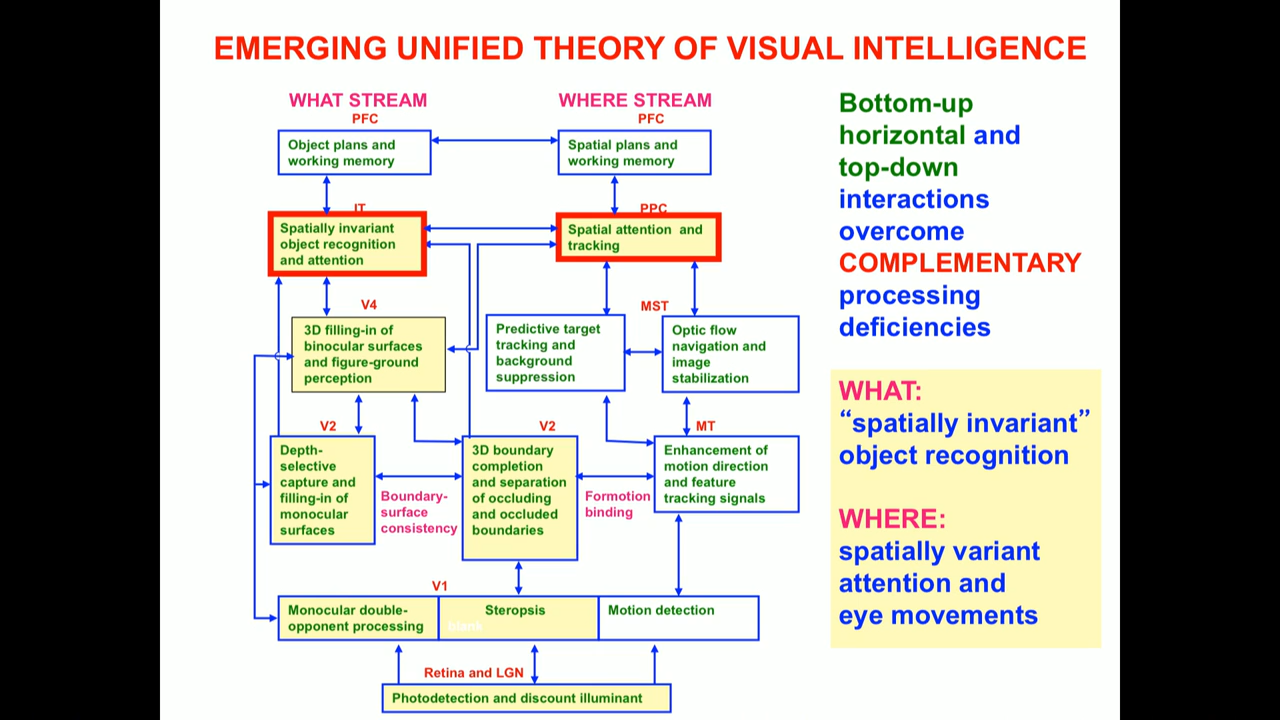 EMERGING UNIFIED THEORY OF VISUAL INTELLIGENCE
WHAT STREAM
WHERE STREAM
PFC
PFC
Object plans and
working memory
Spatial plans and
working memory
IT
PPC
Spatially invariant
object recognition
and attention
Spatial attention and
tracking
V4
MST
3D filling-in of
binocular surfaces
and figure-ground
perception
Predictive target
tracking and
background
suppression
Optic flow
navigation and
image
stabilization
V2
V2
MT
Depth-
selective
capture and
filling-in of
monocular
surfaces
Boundary-
surface
consistency
3D boundary
completion
and separation
of occluding
and occluded
boundaries
Formotion
binding
Enhancement of
motion direction
and feature
tracking signals
V1
Monocular double-
opponent processing
Steropsis
blank
Motion detection
Retina and LGN
Photodetection and discount illuminant
Bottom-up
horizontal and
top-down
interactions
overcome
COMPLEMENTARY
processing
deficiencies
WHAT:
“spatially invariant”
object recognition
WHERE:
spatially variant
attention and
eye movements